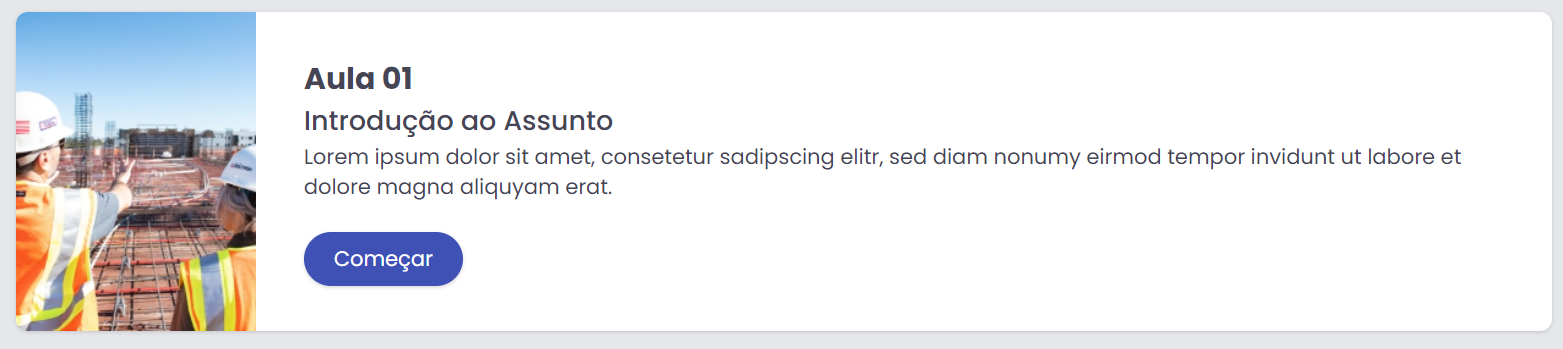 Aula 01
Introdução ao Assunto
Lorem ipsum dolor sit amet, consetetur sadipscing elitr, sed diam nonumy eirmod tempor invidunt ut labore et
dolore magna aliquyam erat.
Começar